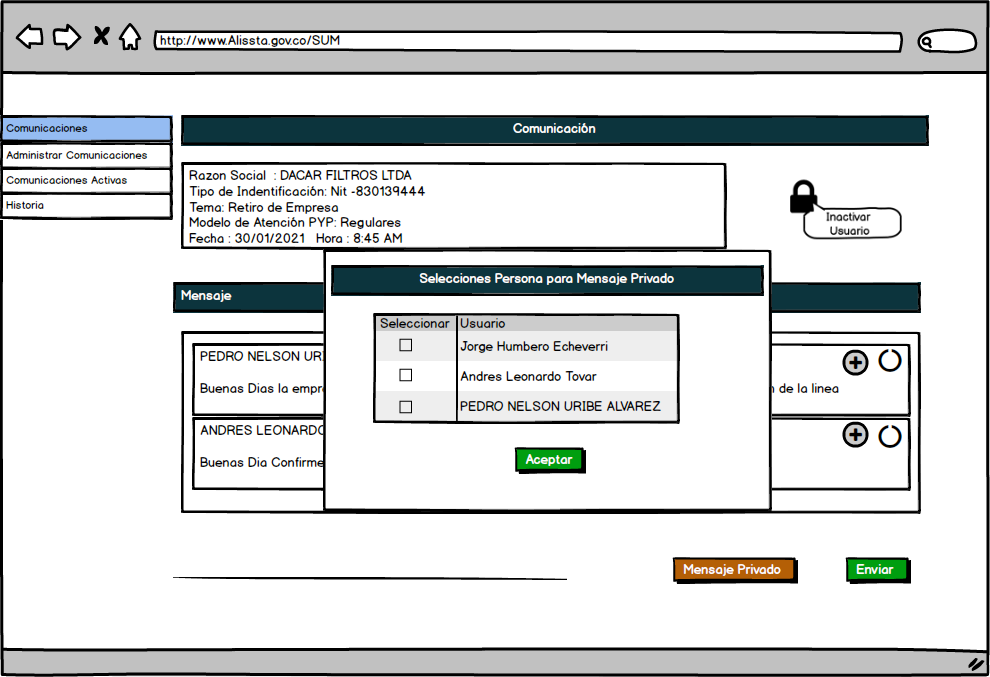 http://www.Alissta.gov.co/SUM
Comunicaciones
Administrar Comunicaciones
Comunicaciones Activas
Historia
Comunicación
Razon Social : DACAR FILTROS LTDA
Tipo de Indentificación: Nit -830139444
Tema: Retiro de Empresa
Modelo de Atención PYP: Regulares
Fecha : 30/01/2021 Hora : 8:45 AM
Inactivar
Usuario
Mensaje
PEDRO NELSON URI
Buenas Dias la empr
n de la linea
ANDRES LEONARDO
Buenas Dia Confirme
Selecciones Persona para Mensaje Privado
Seleccionar Usuario
Jorge Humbero Echeverri
Andres Leonardo Tovar
PEDRO NELSON URIBE ALVAREZ
Aceptar
Mensaje Privado
Enviar